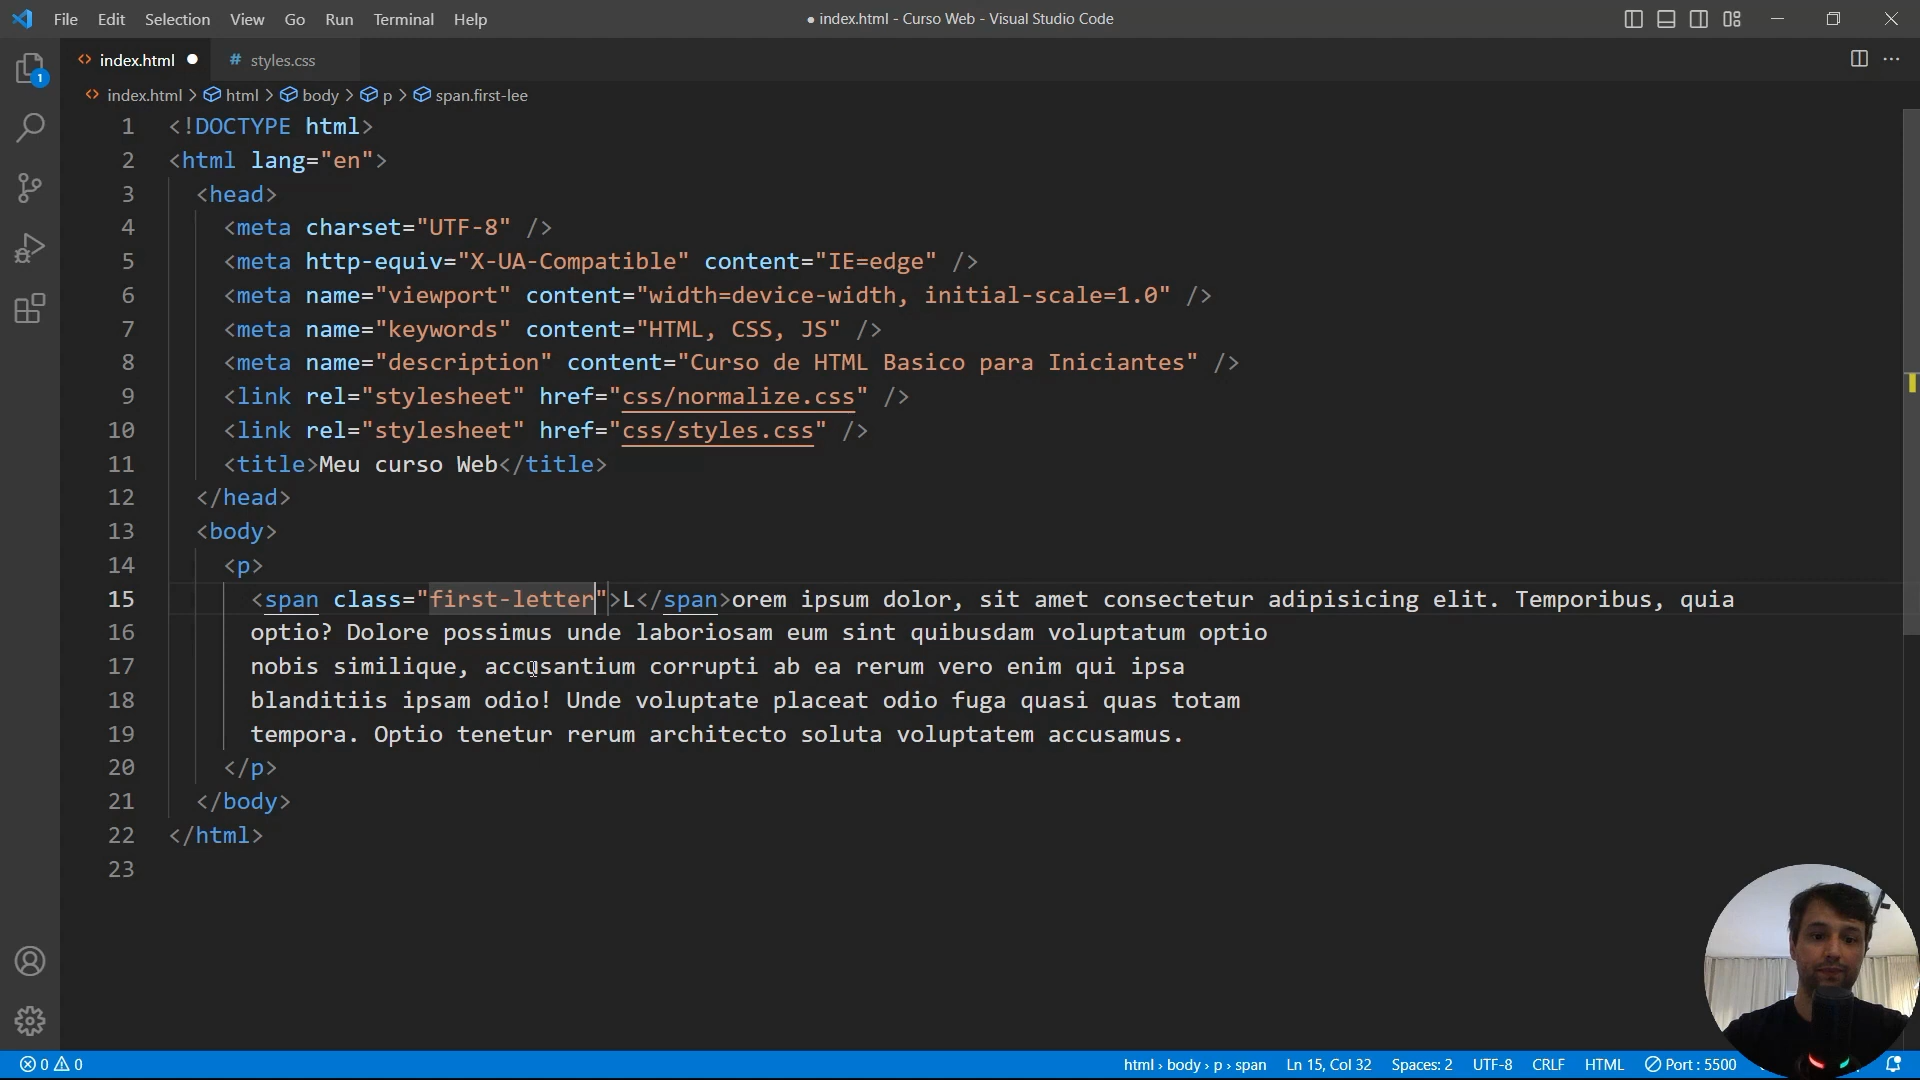 File Edit Selection View Go Run Terminal Help
● index.html - Curso Web - Visual Studio Code
1
index.html
# styles.css
index.html > html > body > p > span.first-lee
1 <!DOCTYPE html>
2 <html lang="en">
3 <head>
4 <meta charset="UTF-8" />
5 <meta http-equiv="X-UA-Compatible" content="IE=edge" />
6 <meta name="viewport" content="width=device-width, initial-scale=1.0" />
7 <meta name="keywords" content="HTML, CSS, JS" />
8 <meta name="description" content="Curso de HTML Basico para Iniciantes" />
9 <link rel="stylesheet" href="css/normalize.css" />
10 <link rel="stylesheet" href="css/styles.css" />
11 <title>Meu curso Web</title>
12 </head>
13 <body>
14 <p>
15 <span class="first-letter">L</span>orem ipsum dolor, sit amet consectetur adipisicing elit. Temporibus, quia
16 optio? Dolore possimus unde laboriosam eum sint quibusdam voluptatum optio
17 nobis similique, accusantium corrupti ab ea rerum vero enim qui ipsa
18 blanditiis ipsam odio! Unde voluptate placeat odio fuga quasi quas totam
19 tempora. Optio tenetur rerum architecto soluta voluptatem accusamus.
20 </p>
21 </body>
22 </html>
23
0 0
html > body > p > span Ln 15, Col 32 Spaces: 2 UTF-8 CRLF HTML Port : 5500